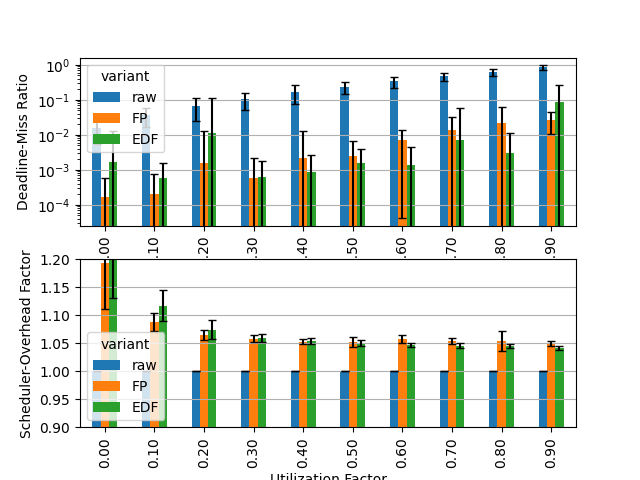 Deadline-Miss Ratio
10⁰
10⁻¹
10⁻²
10⁻³
10⁻⁴
variant
raw
FP
EDF
.00 .10 .20 .30 .40 .50 .60 .70 .80 .90
Scheduler-Overhead Factor
1.20
1.15
1.10
1.05
1.00
0.95
0.90
variant
raw
FP
EDF
0.00 0.10 0.20 0.30 0.40 0.50 0.60 0.70 0.80 0.90
Utilization Factor